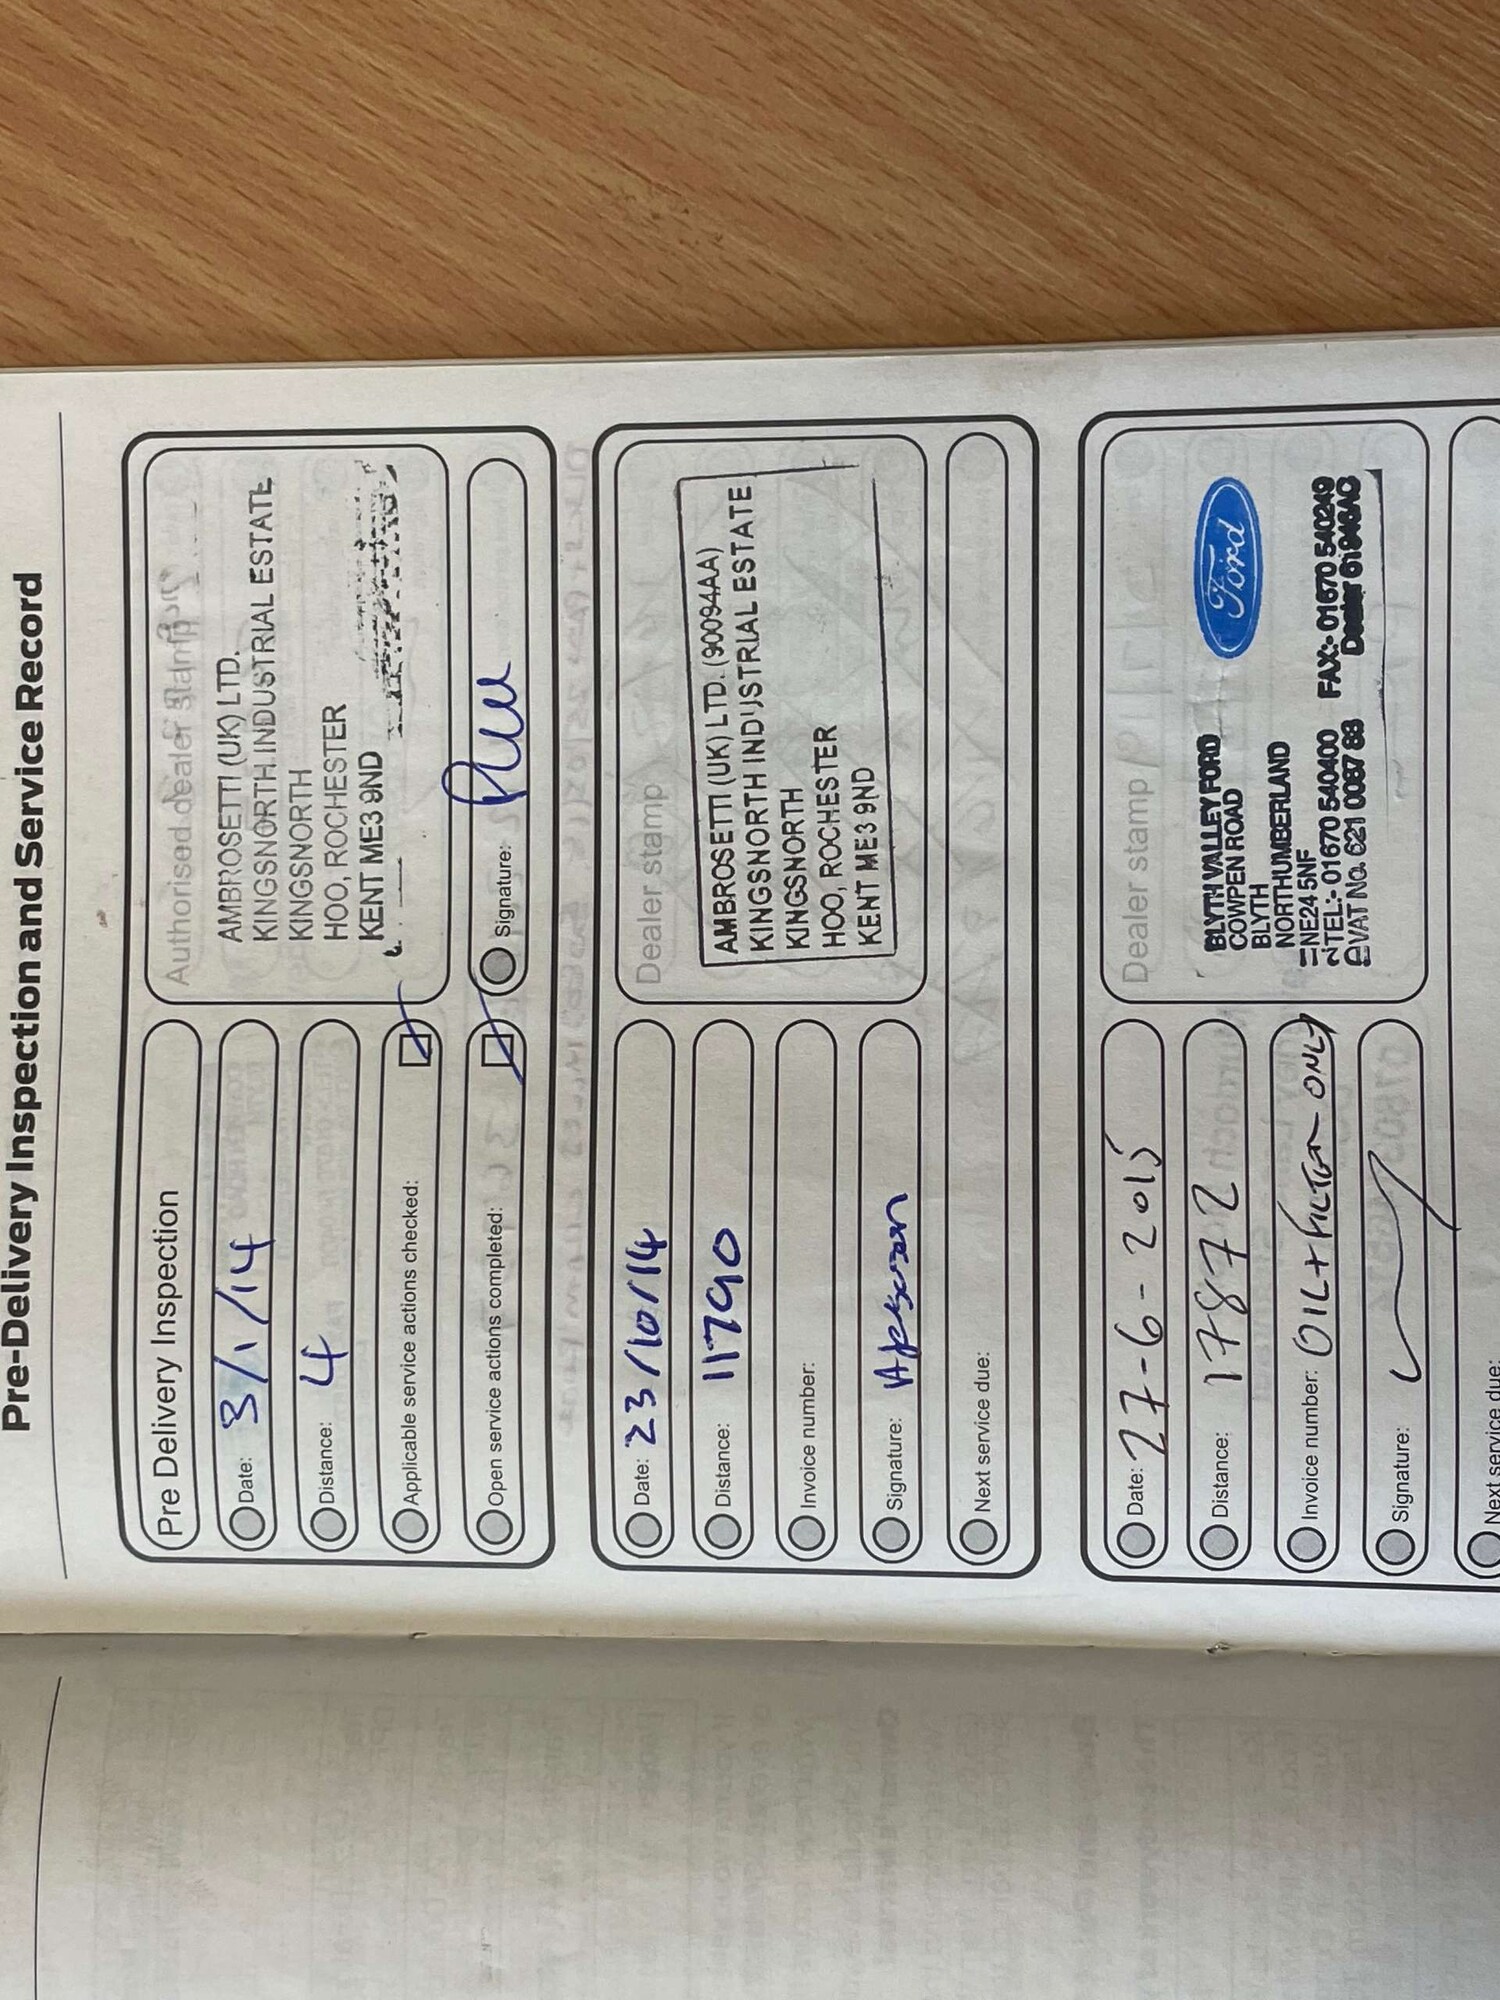 Pre-Delivery Inspection and Service Record
Pre Delivery Inspection
Date: 3/1/14
Distance: 4
Applicable service actions checked:
Open service actions completed:
Authorised dealer stamp
AMBROSETTI (UK) LTD.
KINGSNORTH INDUSTRIAL ESTATE
KINGSNORTH
HOO, ROCHESTER
KENT ME3 9ND
Signature:
Date: 23/10/14
Distance: 11790
Invoice number:
Signature:
Next service due:
Dealer stamp
AMBROSETTI (UK) LTD. (90094AA)
KINGSNORTH INDUSTRIAL ESTATE
KINGSNORTH
HOO, ROCHESTER
KENT ME3 9ND
Date: 27-6-2015
Distance: 17872
Invoice number: OIL + FILTER ONLY
Signature:
Next service due:
Dealer stamp
Ford
BLYTH VALLEY FORD
COWPEN ROAD
BLYTH
NORTHUMBERLAND
NE24 5NF
TEL:- 01670 540400 FAX:- 01670 540249
VAT No. 621 0087 88 Dealer 61946AC